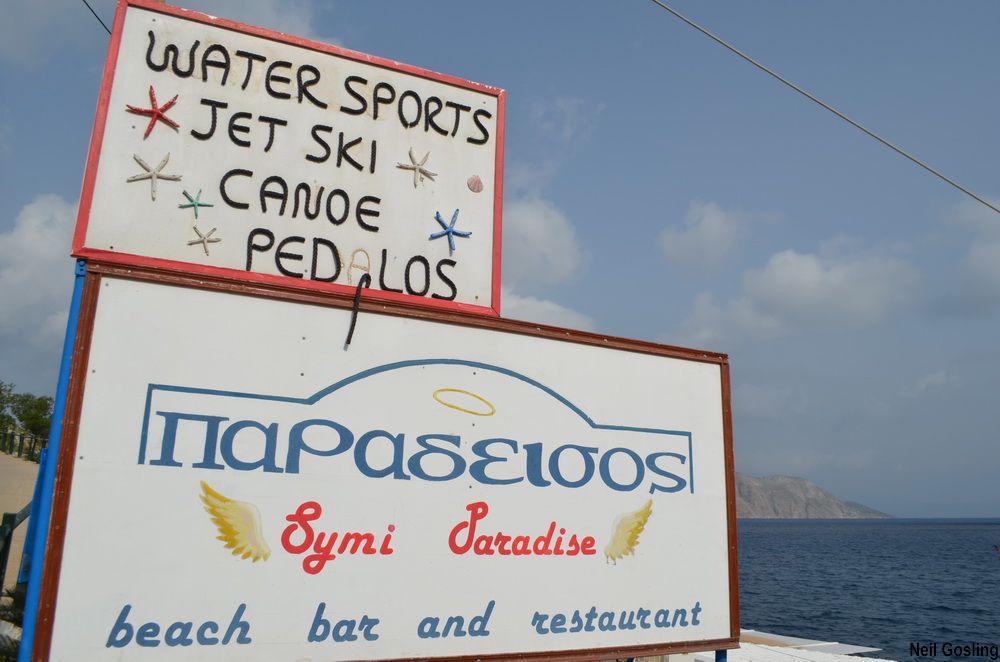 WATER SPORTS
JET SKI
CANOE
PEDALOS
παραδεισος
Symi Paradise
beach bar and restaurant
Neil Gosling